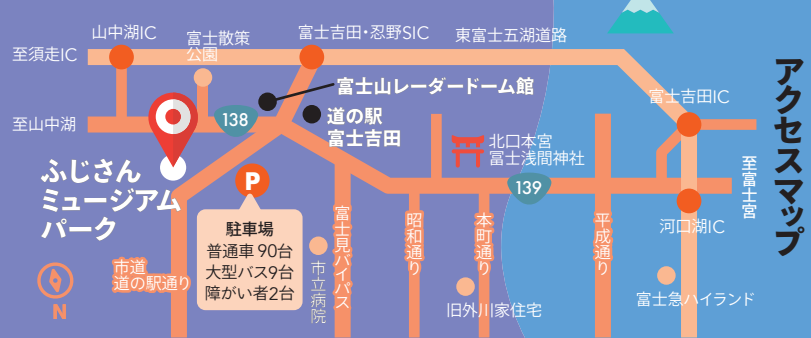 アクセスマップ
山中湖IC
富士散策
公園
富士吉田・忍野SIC
東富士五湖道路
至須走IC
富士山レーダードーム館
富士吉田IC
至山中湖
138
道の駅
富士吉田
北口本宮
富士浅間神社
至富士宮
ふじさん
ミュージアム
パーク
P
139
駐車場
普通車 90台
大型バス9台
障がい者2台
富士見バイパス
昭和通り
本町通り
平成通り
河口湖IC
市道
道の駅通り
市立病院
旧外川家住宅
富士急ハイランド
N